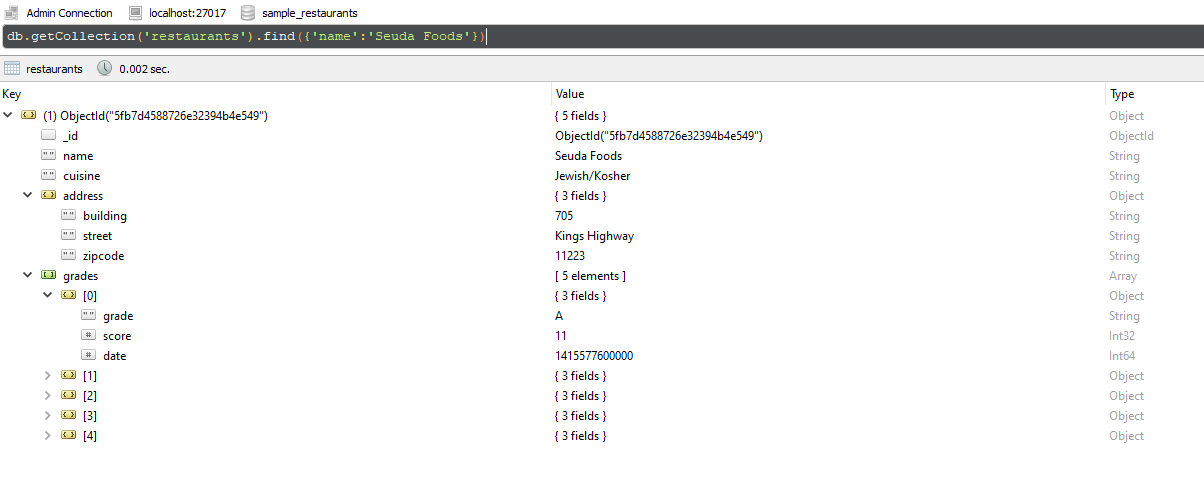 Admin Connection localhost:27017 sample_restaurants
db.getCollection('restaurants').find({'name':'Seuda Foods'})
restaurants 0.002 sec.
Key Value Type
(1) ObjectId("5fb7d4588726e32394b4e549") { 5 fields } Object
_id ObjectId("5fb7d4588726e32394b4e549") ObjectId
" " name Seuda Foods String
" " cuisine Jewish/Kosher String
address { 3 fields } Object
" " building 705 String
" " street Kings Highway String
" " zipcode 11223 String
grades [ 5 elements ] Array
[0] { 3 fields } Object
" " grade A String
# score 11 Int32
# date 1415577600000 Int64
[1] { 3 fields } Object
[2] { 3 fields } Object
[3] { 3 fields } Object
[4] { 3 fields } Object